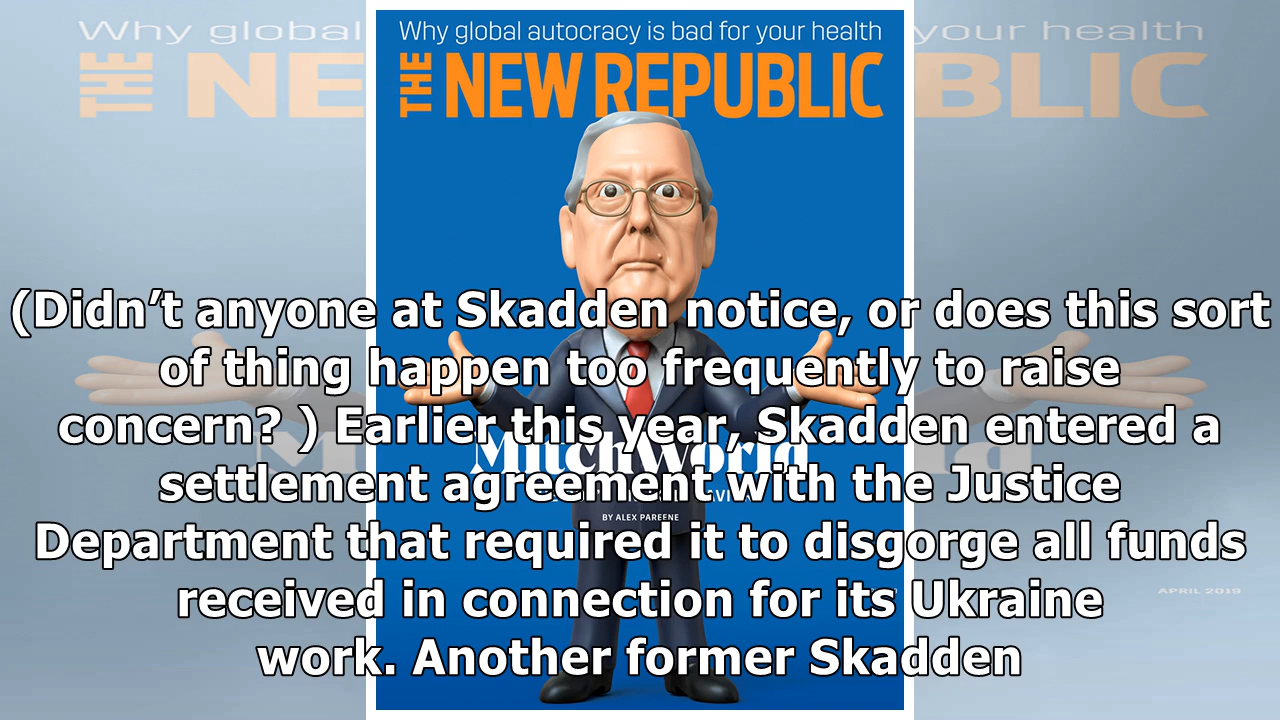 Why global autocracy is bad for your health
THE NEW REPUBLIC
(Didn’t anyone at Skadden notice, or does this sort
of thing happen too frequently to raise
concern? ) Earlier this year, Skadden entered a
MitchWorld
settlement agreement with the Justice
BY ALEX PAREENE
Department that required it to disgorge all funds
received in connection for its Ukraine
APRIL 2019
work. Another former Skadden